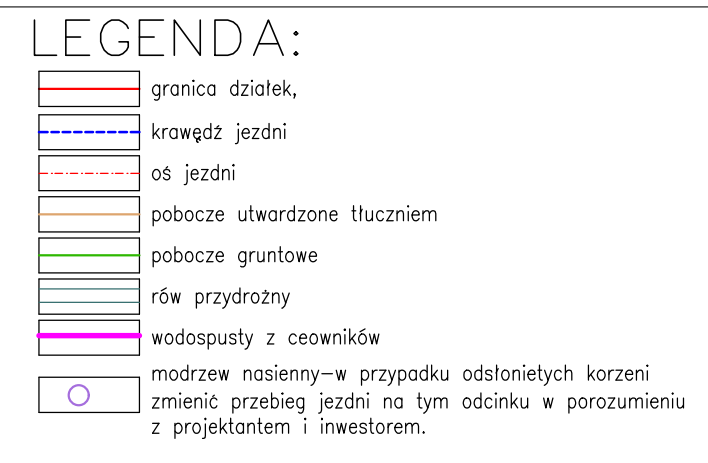 LEGENDA:
granica działek,
krawędź jezdni
oś jezdni
pobocze utwardzone tłuczniem
pobocze gruntowe
rów przydrożny
wodospusty z ceowników
modrzew nasienny–w przypadku odsłonietych korzeni
zmienić przebieg jezdni na tym odcinku w porozumieniu
z projektantem i inwestorem.